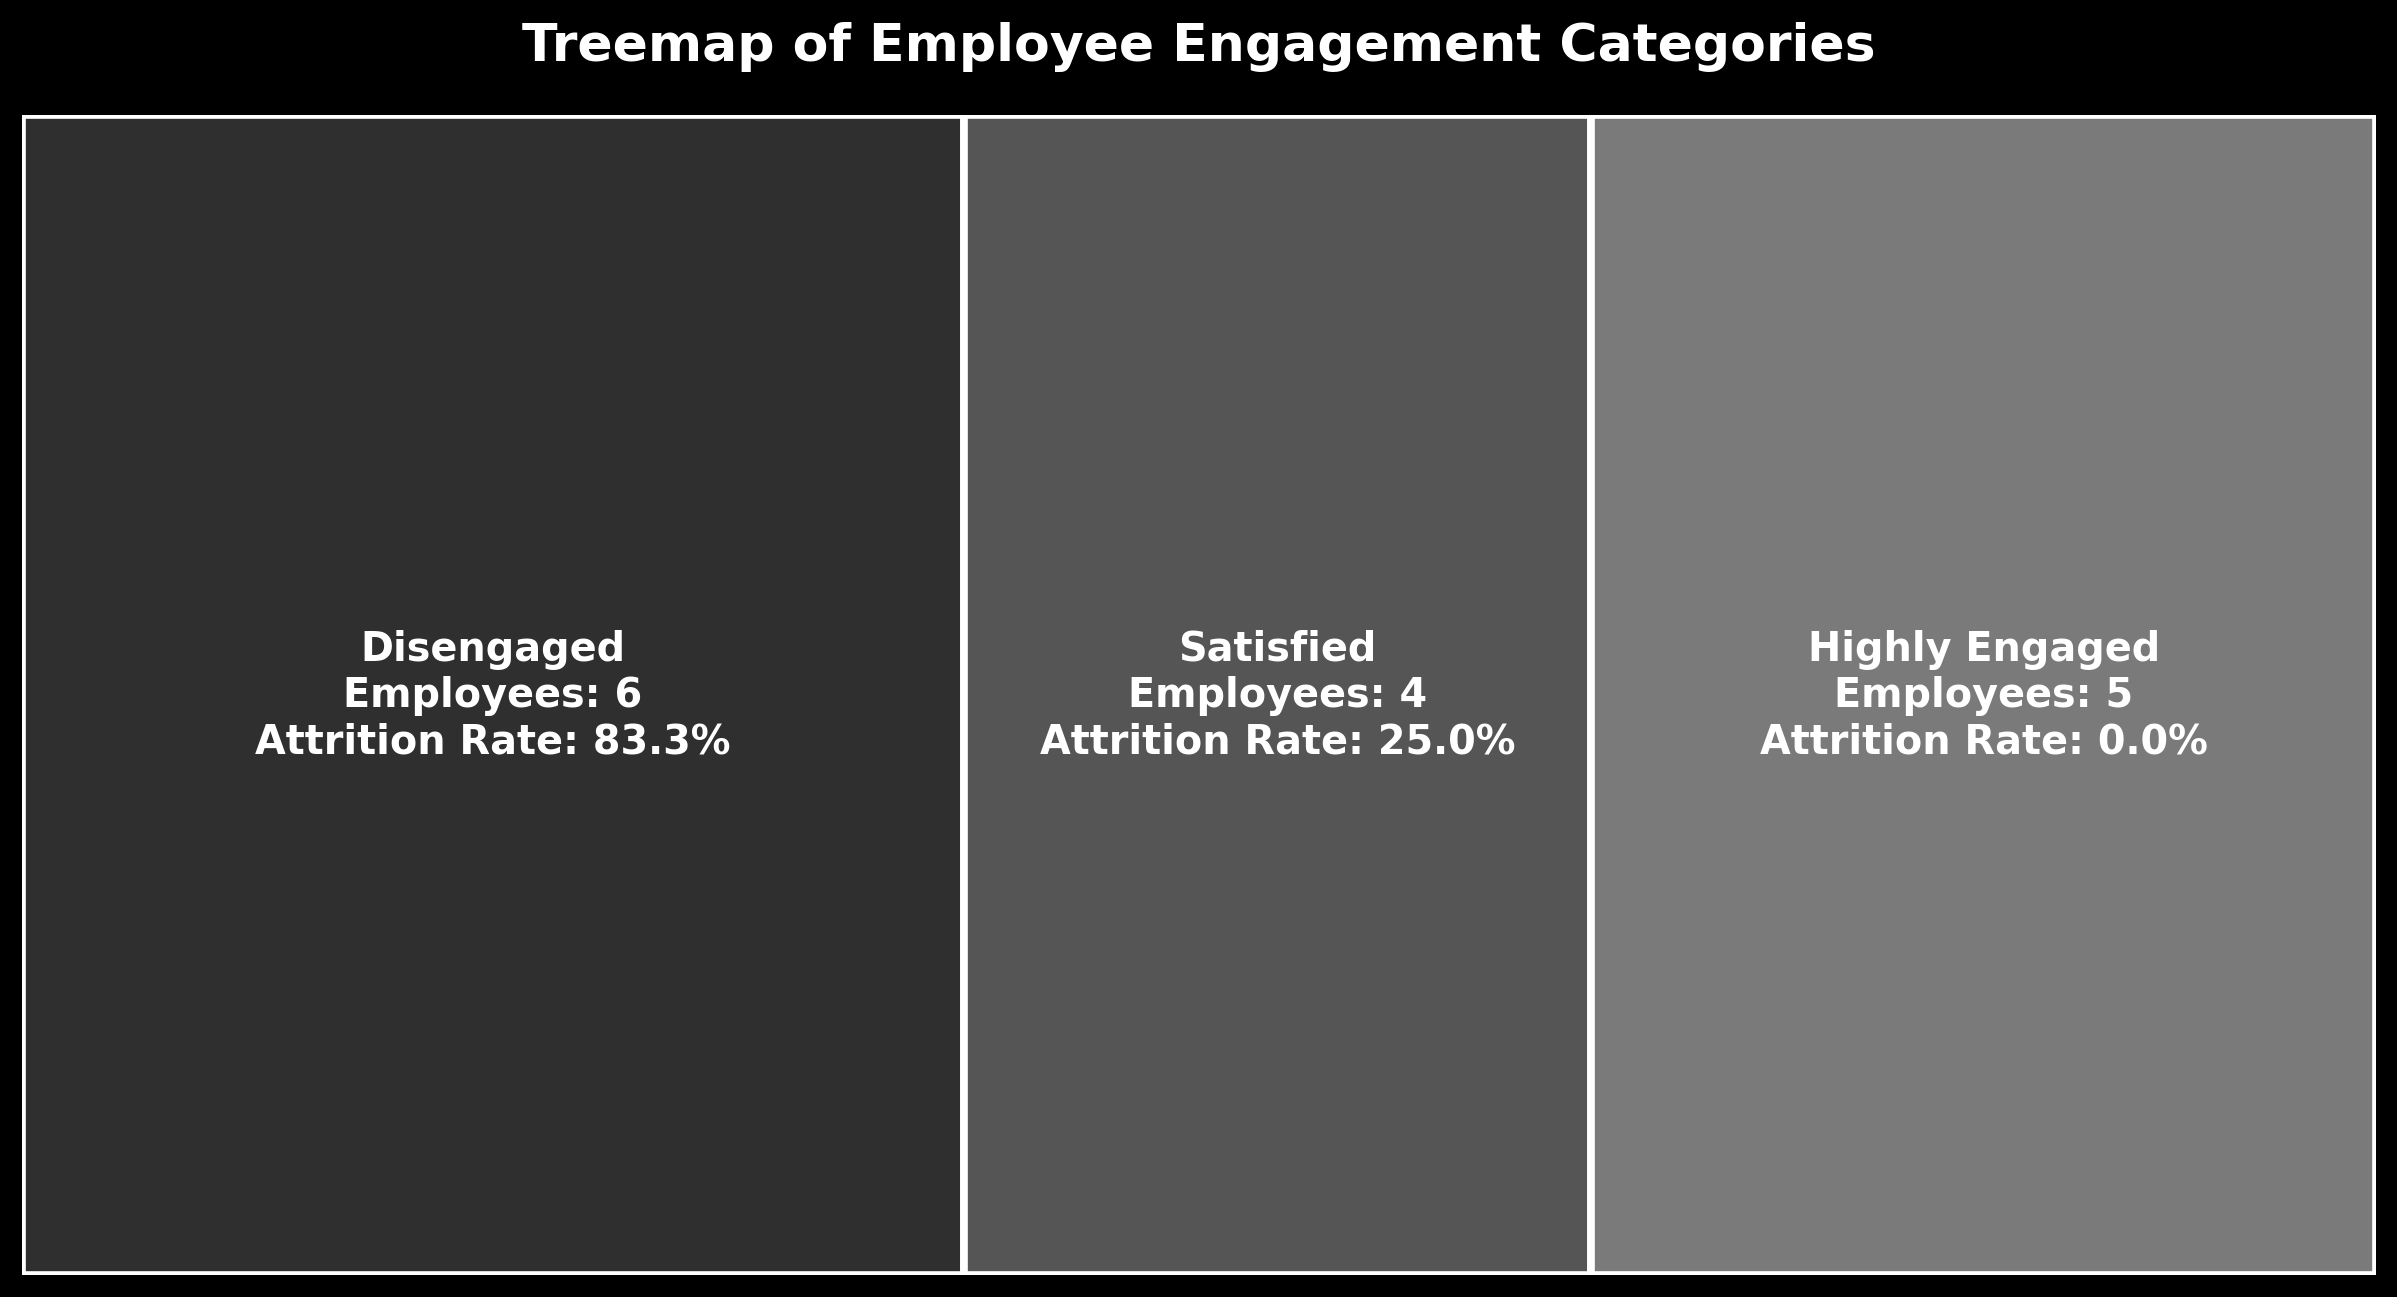 Treemap of Employee Engagement Categories
Disengaged
Employees: 6
Attrition Rate: 83.3%
Satisfied
Employees: 4
Attrition Rate: 25.0%
Highly Engaged
Employees: 5
Attrition Rate: 0.0%